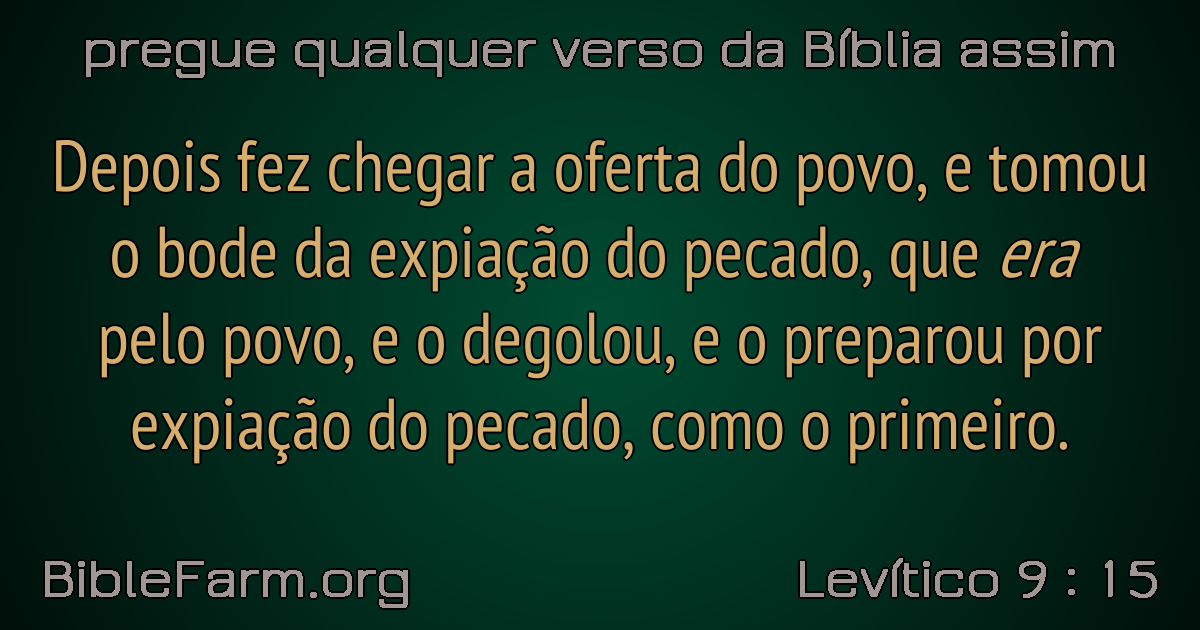 pregue qualquer verso da Bíblia assim
Depois fez chegar a oferta do povo, e tomou
o bode da expiação do pecado, que era
pelo povo, e o degolou, e o preparou por
expiação do pecado, como o primeiro.
BibleFarm.org
Levítico 9 : 15